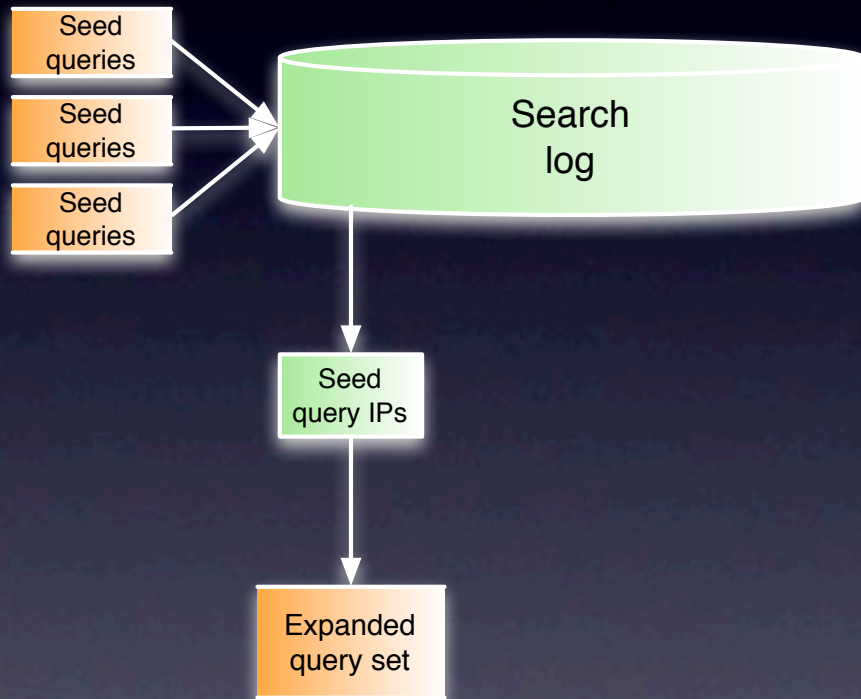 Seed
queries
Seed
queries
Seed
queries
Search
log
Seed
query IPs
Expanded
query set